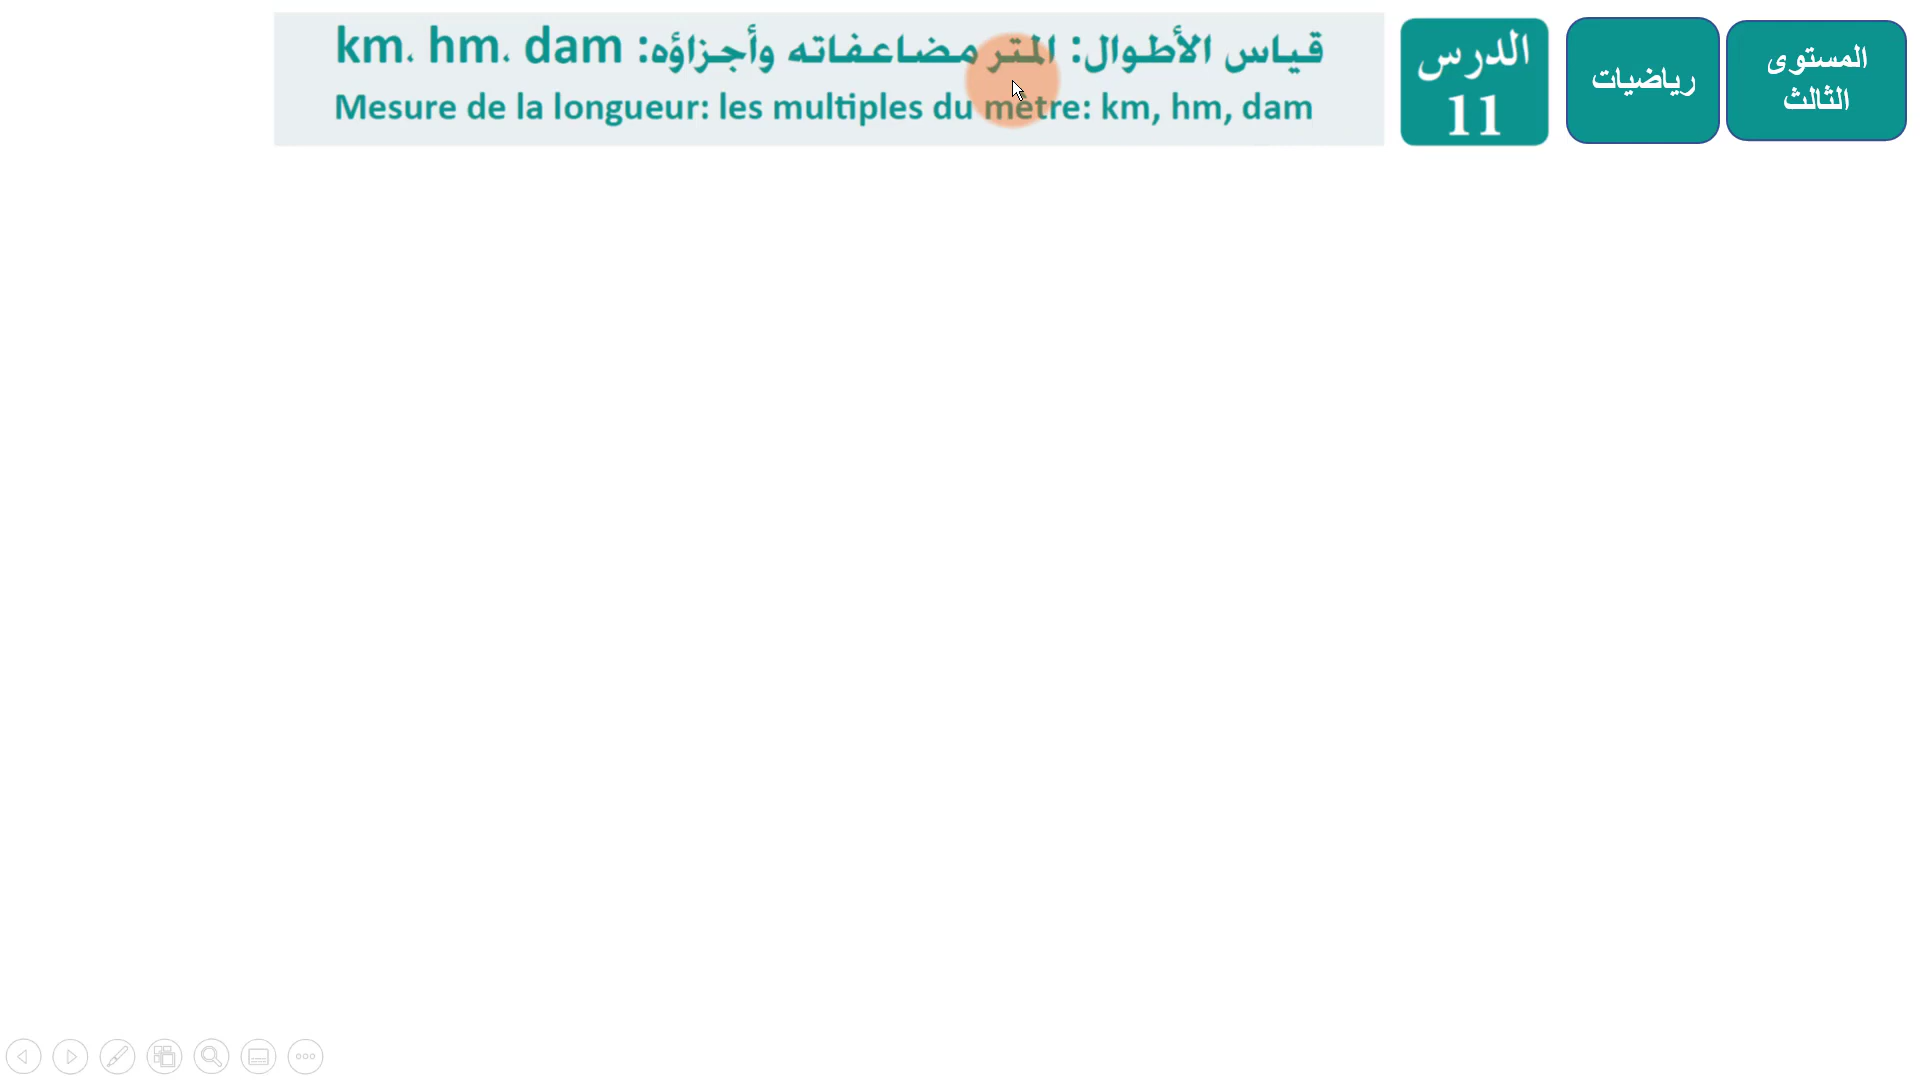 المستوى
الثالث
رياضيات
الدرس
11
قياس الأطوال: المتر مضاعفاته وأجزاؤه: km، hm، dam
Mesure de la longueur: les multiples du mètre: km, hm, dam